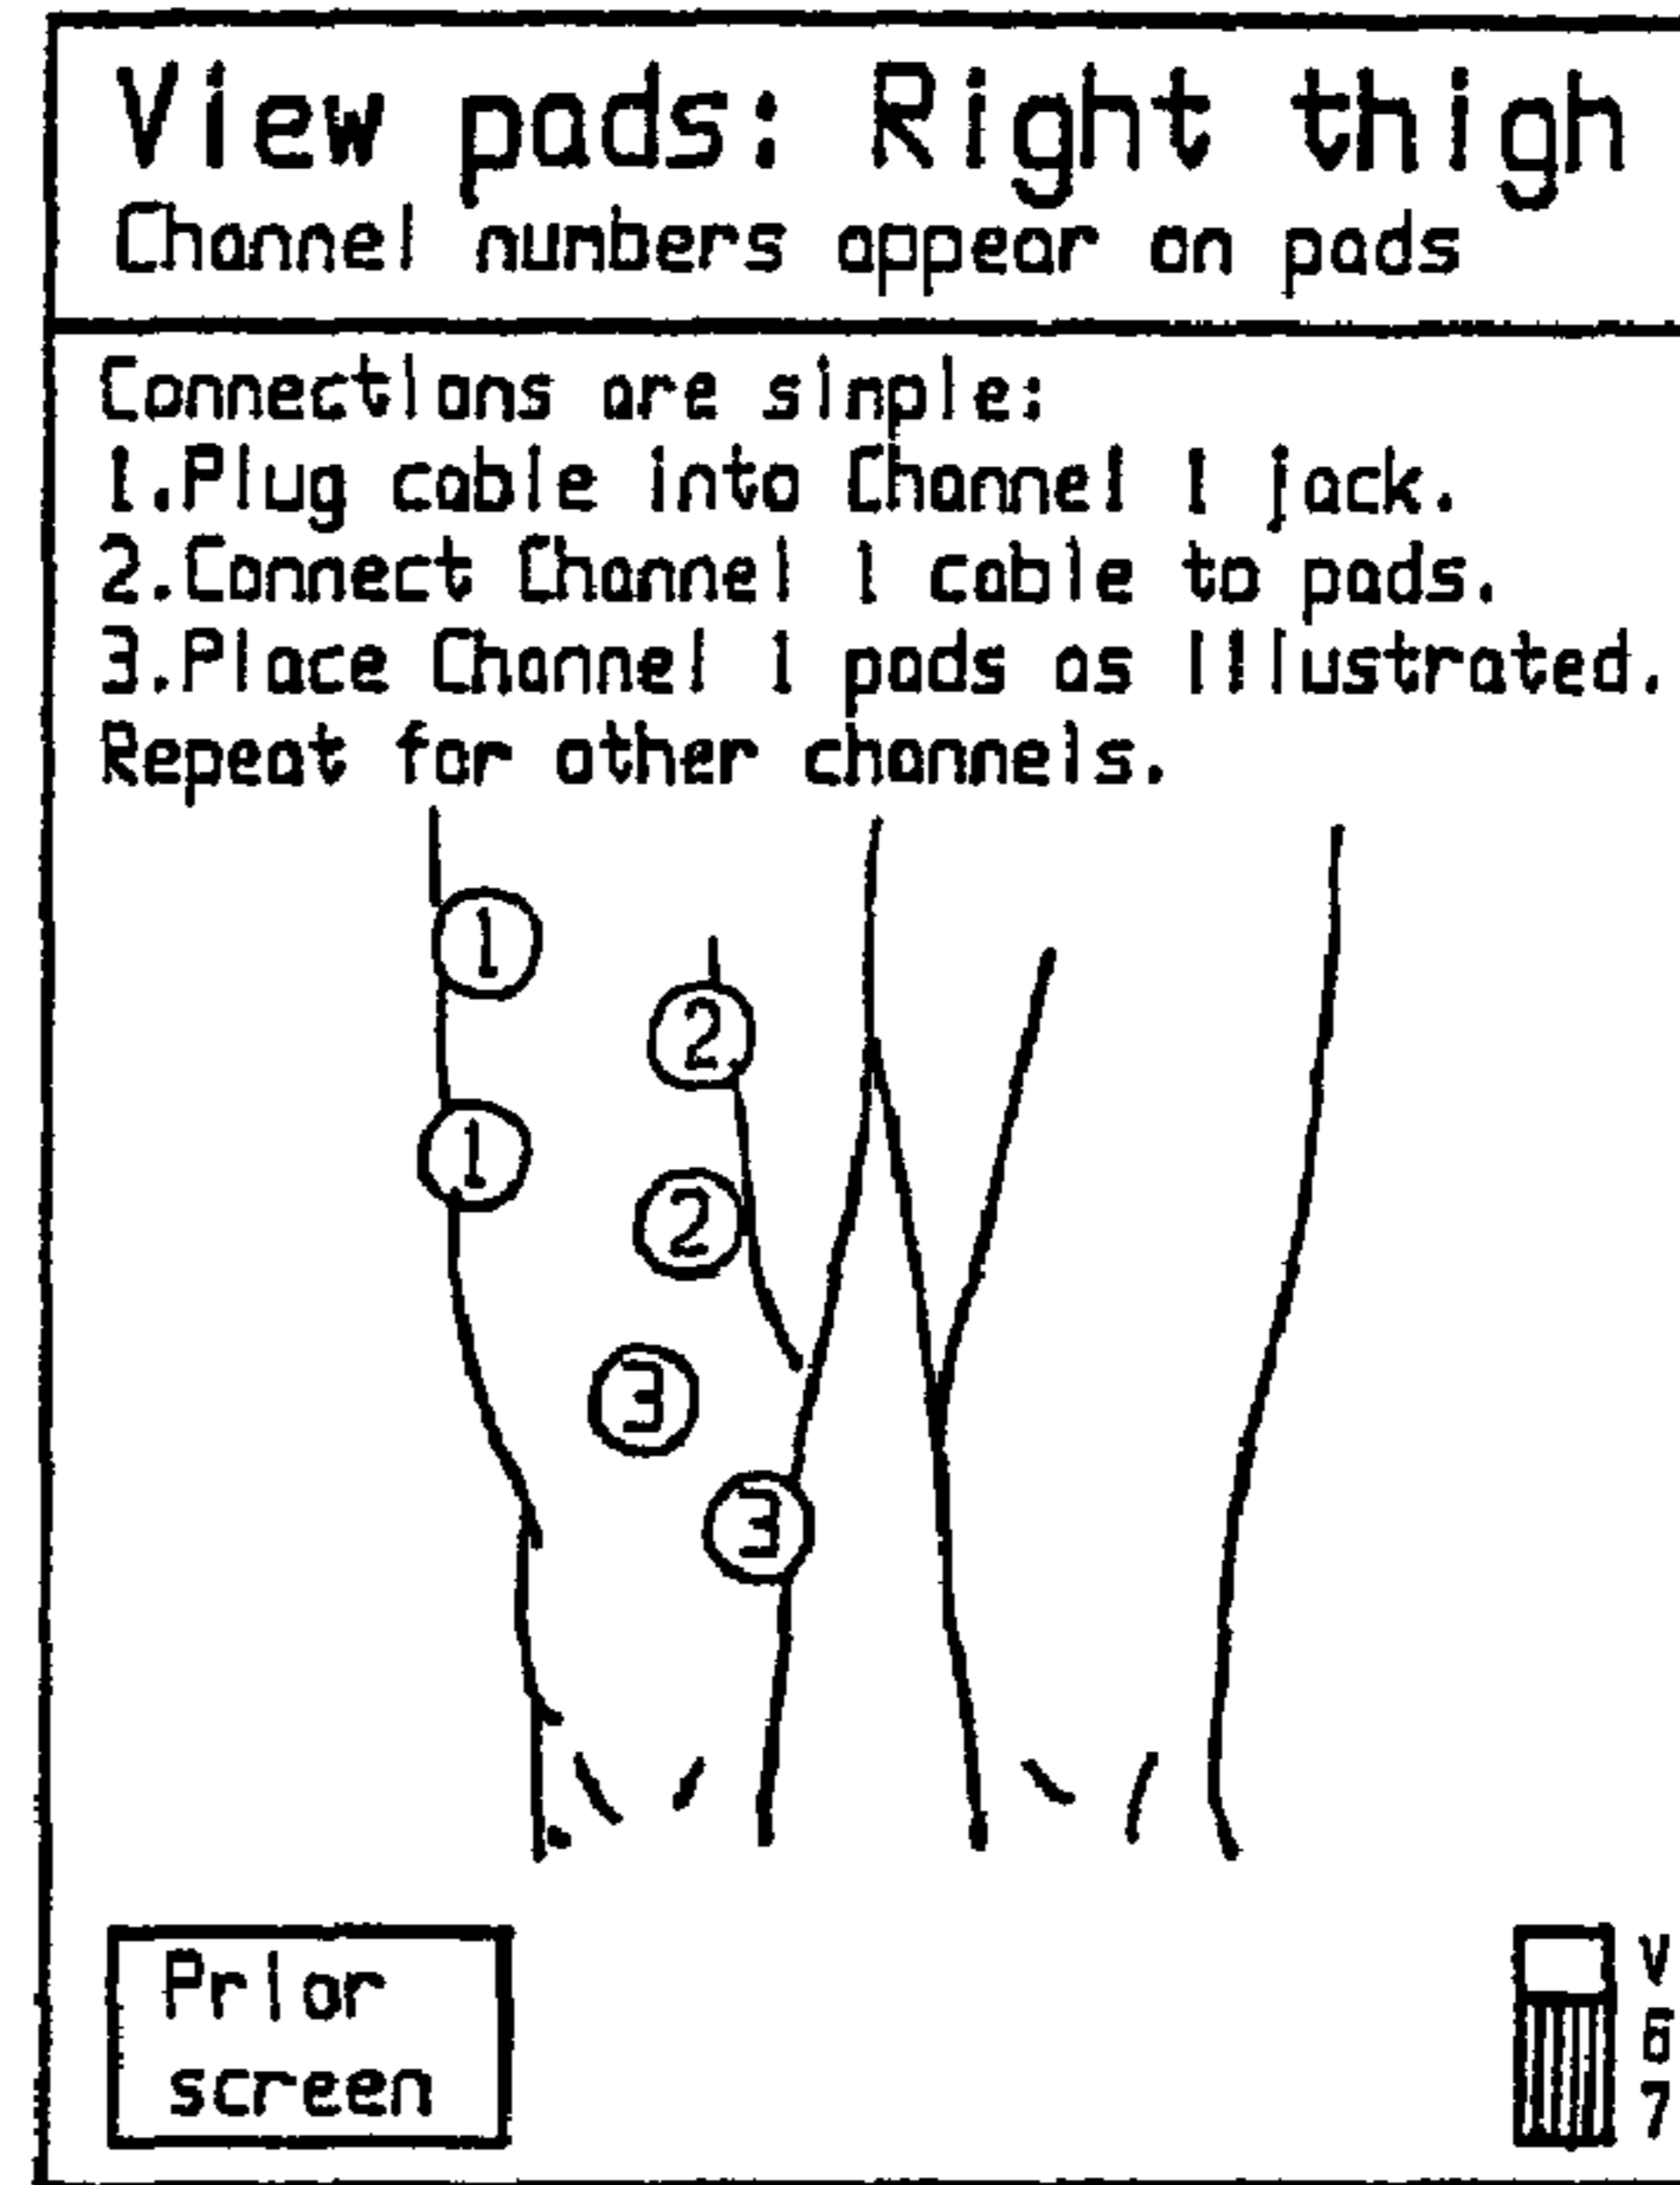 View pads: Right thigh
Channel numbers appear on pads
Connections are simple:
1.Plug cable into Channel 1 jack.
2.Connect Channel 1 cable to pads.
3.Place Channel 1 pads as illustrated.
Repeat for other channels.
1
2
1
2
3
3
Prior
screen
V
6
7